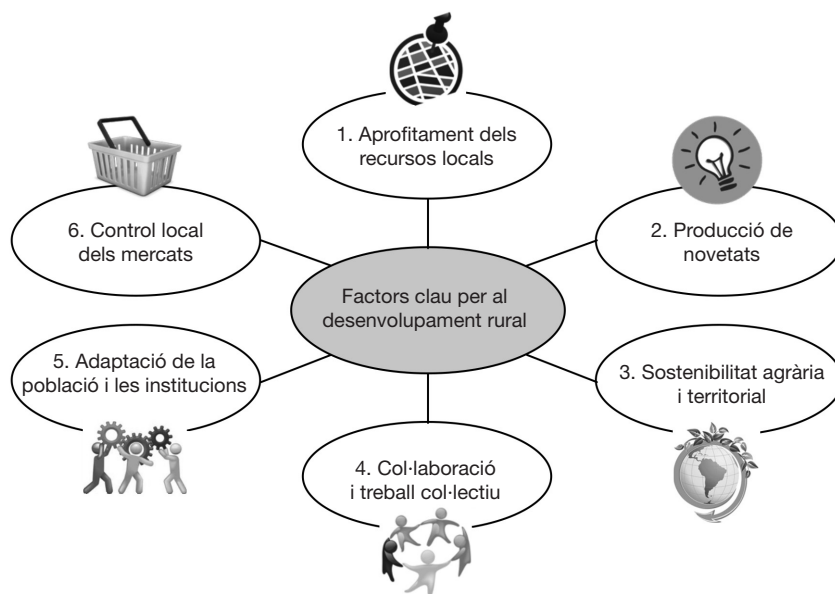 1. Aprofitament dels
recursos locals
2. Producció de
novetats
3. Sostenibilitat agrària
i territorial
4. Col·laboració
i treball col·lectiu
5. Adaptació de la
població i les institucions
6. Control local
dels mercats
Factors clau per al
desenvolupament rural